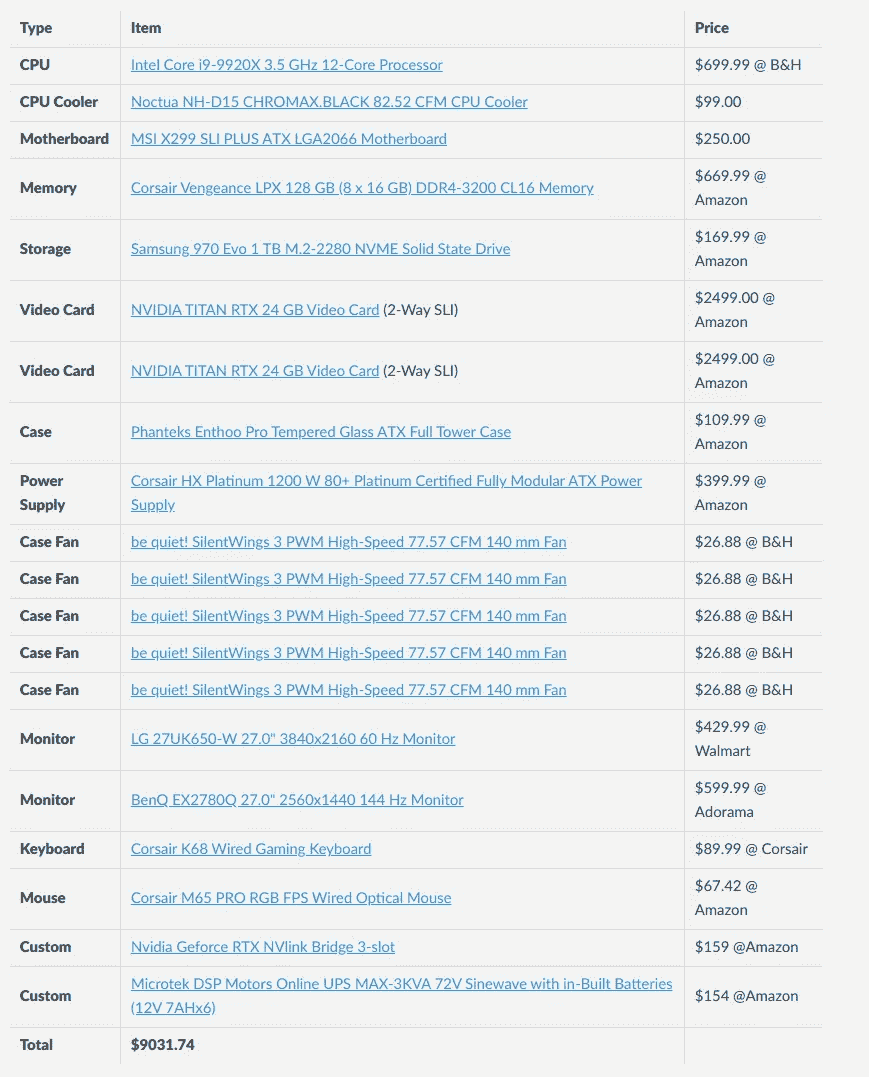 Type Item Price
CPU Intel Core i9-9920X 3.5 GHz 12-Core Processor $699.99 @ B&H
CPU Cooler Noctua NH-D15 CHROMAX.BLACK 82.52 CFM CPU Cooler $99.00
Motherboard MSI X299 SLI PLUS ATX LGA2066 Motherboard $250.00
Memory Corsair Vengeance LPX 128 GB (8 x 16 GB) DDR4-3200 CL16 Memory $669.99 @
Amazon
Storage Samsung 970 Evo 1 TB M.2-2280 NVME Solid State Drive $169.99 @
Amazon
Video Card NVIDIA TITAN RTX 24 GB Video Card (2-Way SLI) $2499.00 @
Amazon
Video Card NVIDIA TITAN RTX 24 GB Video Card (2-Way SLI) $2499.00 @
Amazon
Case Phanteks Enthoo Pro Tempered Glass ATX Full Tower Case $109.99 @
Amazon
Power Corsair HX Platinum 1200 W 80+ Platinum Certified Fully Modular ATX Power $399.99 @
Supply Supply Amazon
Case Fan be quiet! SilentWings 3 PWM High-Speed 77.57 CFM 140 mm Fan $26.88 @ B&H
Case Fan be quiet! SilentWings 3 PWM High-Speed 77.57 CFM 140 mm Fan $26.88 @ B&H
Case Fan be quiet! SilentWings 3 PWM High-Speed 77.57 CFM 140 mm Fan $26.88 @ B&H
Case Fan be quiet! SilentWings 3 PWM High-Speed 77.57 CFM 140 mm Fan $26.88 @ B&H
Case Fan be quiet! SilentWings 3 PWM High-Speed 77.57 CFM 140 mm Fan $26.88 @ B&H
Monitor LG 27UK650-W 27.0" 3840x2160 60 Hz Monitor $429.99 @
Walmart
Monitor BenQ EX2780Q 27.0" 2560x1440 144 Hz Monitor $599.99 @
Adorama
Keyboard Corsair K68 Wired Gaming Keyboard $89.99 @ Corsair
Mouse Corsair M65 PRO RGB FPS Wired Optical Mouse $67.42 @
Amazon
Custom Nvidia Geforce RTX NVlink Bridge 3-slot $159 @Amazon
Custom Microtek DSP Motors Online UPS MAX-3KVA 72V Sinewave with in-Built Batteries $154 @Amazon
(12V 7AHx6)
Total $9031.74